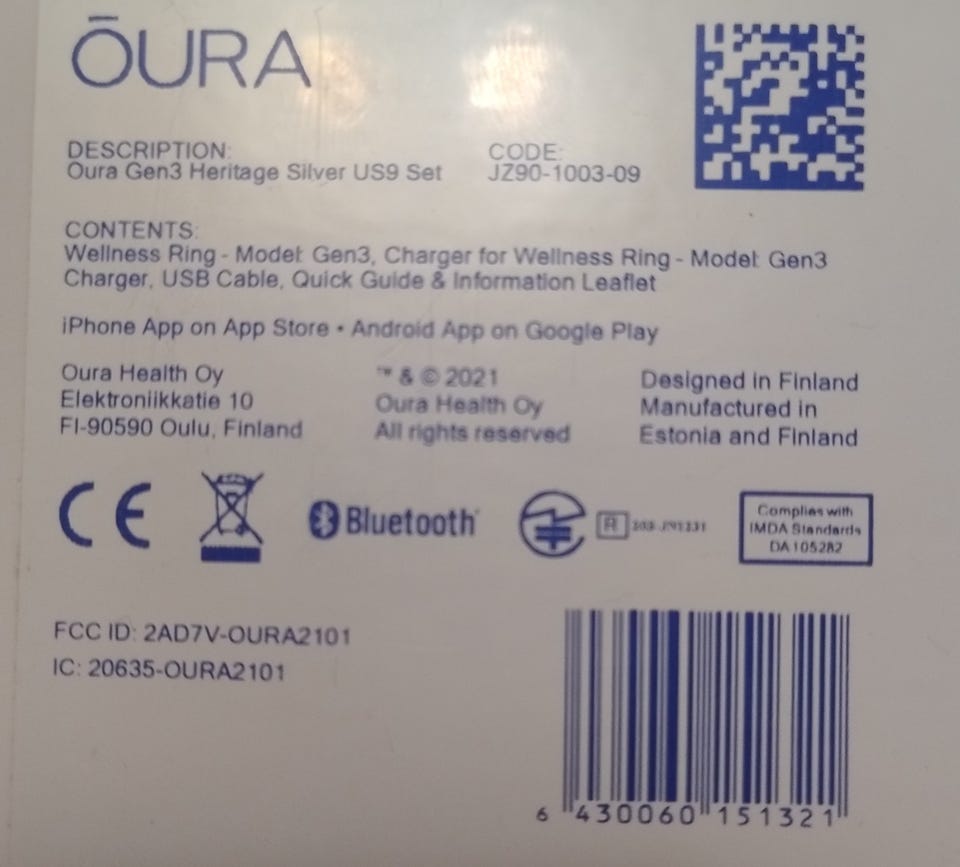 ŌURA
DESCRIPTION:
Oura Gen3 Heritage Silver US9 Set
CODE:
JZ90-1003-09
CONTENTS:
Wellness Ring - Model: Gen3, Charger for Wellness Ring - Model: Gen3
Charger, USB Cable, Quick Guide & Information Leaflet
iPhone App on App Store • Android App on Google Play
Oura Health Oy
Elektroniikkatie 10
FI-90590 Oulu, Finland
™ & © 2021
Oura Health Oy
All rights reserved
Designed in Finland
Manufactured in
Estonia and Finland
CE
Bluetooth
R
Complies with
IMDA Standards
DA105282
FCC ID: 2AD7V-OURA2101
IC: 20635-OURA2101
6 430060 151321